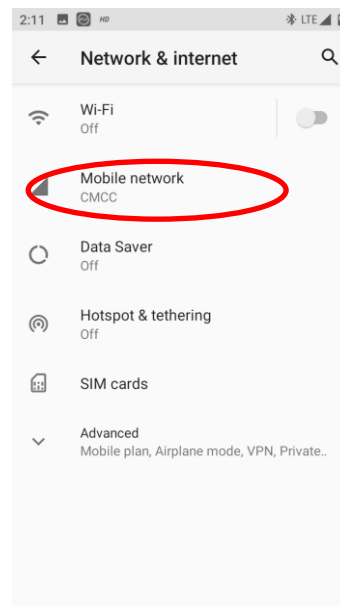 2:11 HD LTE
Network & internet
Wi-Fi
Off
Mobile network
CMCC
Data Saver
Off
Hotspot & tethering
Off
SIM cards
Advanced
Mobile plan, Airplane mode, VPN, Private..